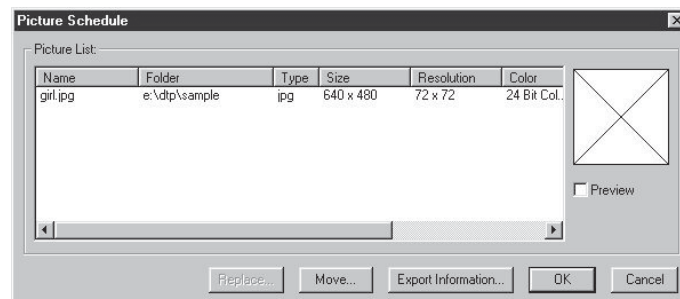 Picture Schedule
Picture List:
Name Folder Type Size Resolution Color
girl.jpg e:\dtp\sample jpg 640 x 480 72 x 72 24 Bit Col..
Preview
Replace... Move... Export Information... OK Cancel